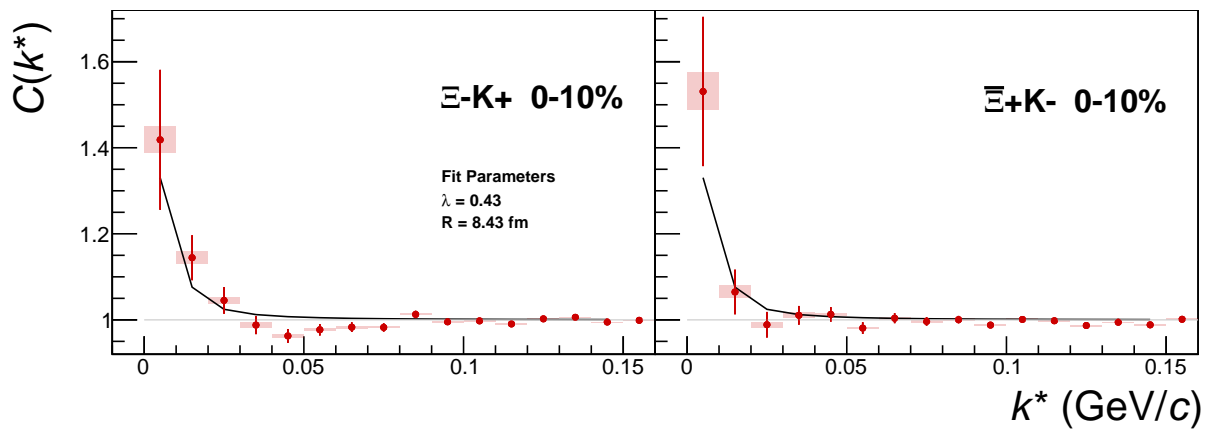 C(k*)
1.6
1.4
1.2
1
Ξ-K+ 0-10%
Fit Parameters
λ = 0.43
R = 8.43 fm
0 0.05 0.1 0.15
Ξ̅+K- 0-10%
0 0.05 0.1 0.15
k* (GeV/c)